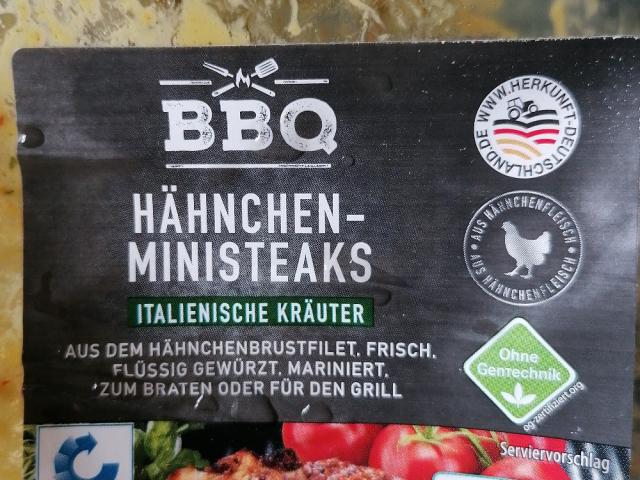 BBQ
HÄHNCHEN-
MINISTEAKS
ITALIENISCHE KRÄUTER
AUS DEM HÄHNCHENBRUSTFILET. FRISCH.
FLÜSSIG GEWÜRZT. MARINIERT.
ZUM BRATEN ODER FÜR DEN GRILL
WWW.HERKUNFT-DEUTSCHLAND.DE
• AUS HÄHNCHENFLEISCH • AUS HÄHNCHENFLEISCH
Ohne
GenTechnik
og-zertifiziert.org
Serviervorschlag